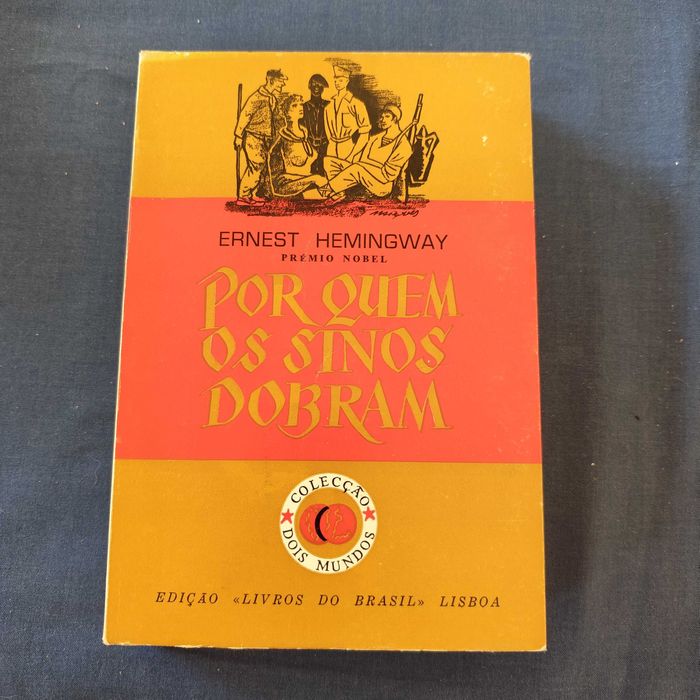 ERNEST HEMINGWAY
PRÉMIO NOBEL
POR QUEM
OS SINOS
DOBRAM
COLECÇÃO
DOIS MUNDOS
EDIÇÃO «LIVROS DO BRASIL» LISBOA